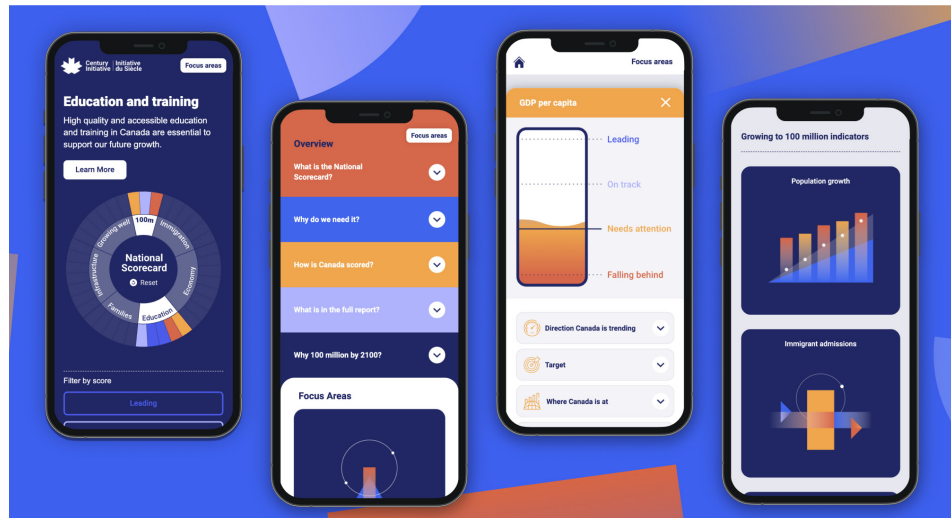 Century
Initiative
Initiative
du Siècle
Focus areas
Education and training
High quality and accessible education
and training in Canada are essential to
support our future growth.
Learn More
100m
Immigration
Economy
Education
Families
Infrastructure
Growing well
National
Scorecard
Reset
Filter by score
Leading
Focus areas
Overview
What is the National
Scorecard?
Why do we need it?
How is Canada scored?
What is in the full report?
Why 100 million by 2100?
Focus Areas
Focus areas
GDP per capita
Leading
On track
Needs attention
Falling behind
Direction Canada is trending
Target
Where Canada is at
Growing to 100 million indicators
Population growth
Immigrant admissions